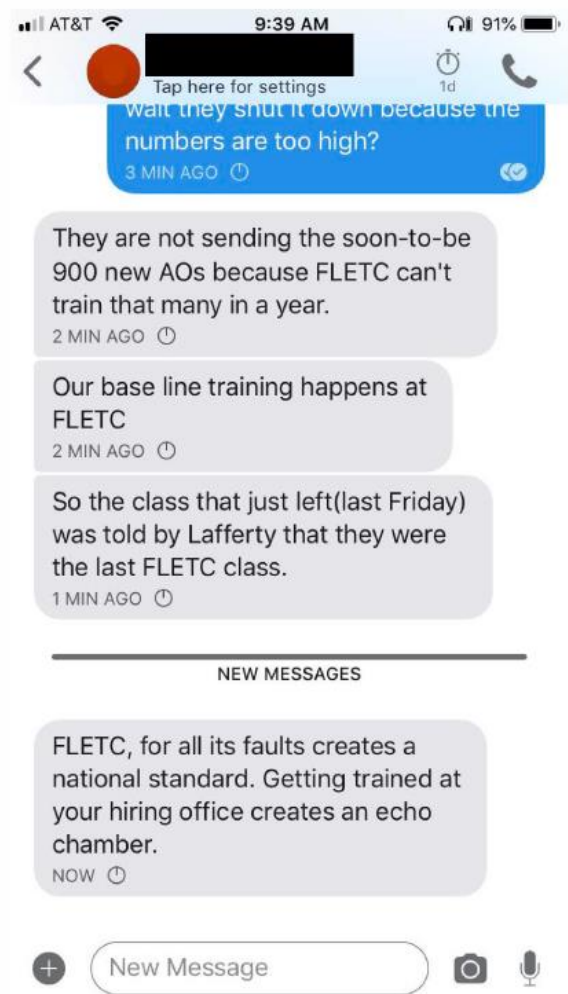 AT&T 9:39 AM 91%
Tap here for settings 1d
wait they shut it down because the
numbers are too high?
3 MIN AGO
They are not sending the soon-to-be
900 new AOs because FLETC can't
train that many in a year.
2 MIN AGO
Our base line training happens at
FLETC
2 MIN AGO
So the class that just left(last Friday)
was told by Lafferty that they were
the last FLETC class.
1 MIN AGO
NEW MESSAGES
FLETC, for all its faults creates a
national standard. Getting trained at
your hiring office creates an echo
chamber.
NOW
New Message